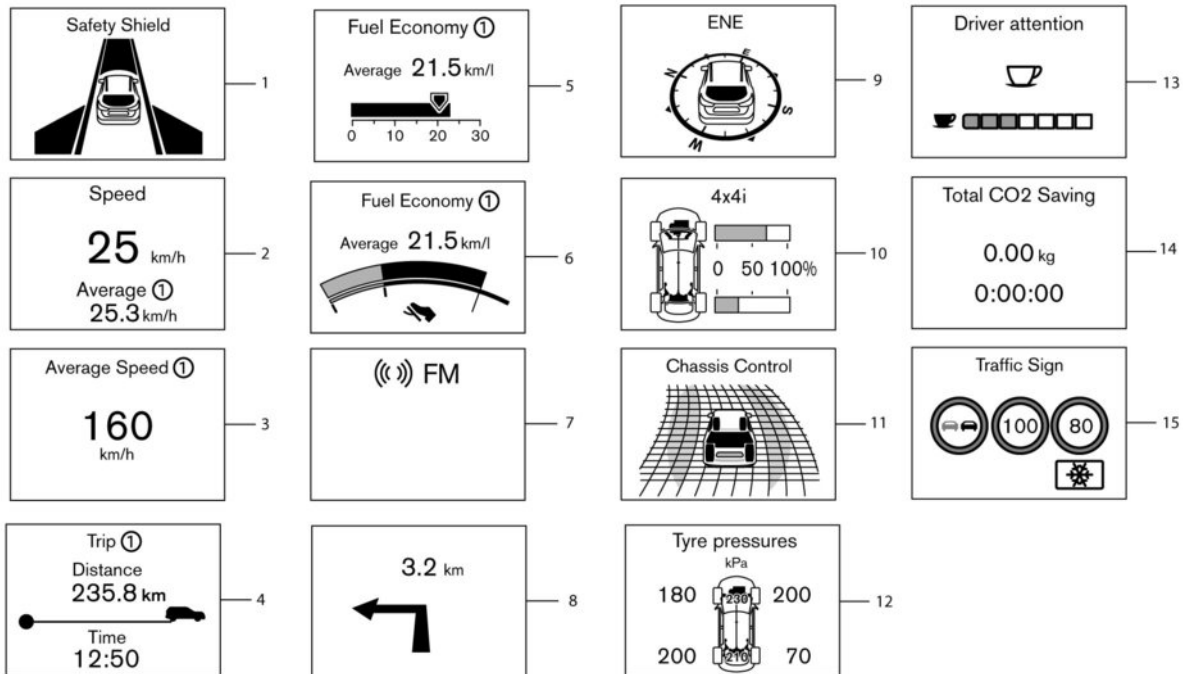 Safety Shield
1
Speed
25 km/h
Average ①
25.3 km/h
2
Average Speed ①
160
km/h
3
Trip ①
Distance
235.8 km
Time
12:50
4
Fuel Economy ①
Average 21.5 km/l
0 10 20 30
5
Fuel Economy ①
Average 21.5 km/l
6
FM
7
3.2 km
8
ENE
N E S W
9
4x4i
0 50 100%
10
Chassis Control
11
Tyre pressures
kPa
180 230 200
200 210 70
12
Driver attention
13
Total CO2 Saving
0.00 kg
0:00:00
14
Traffic Sign
100 80
15